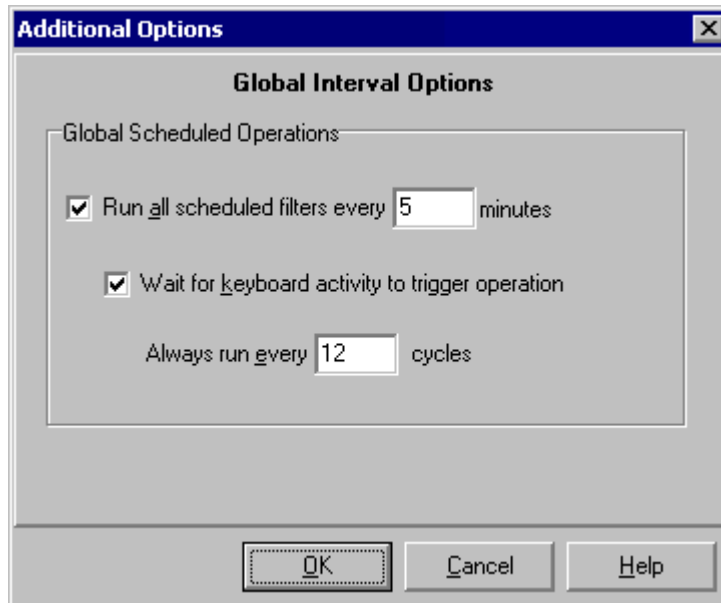 Additional Options
Global Interval Options
Global Scheduled Operations
Run all scheduled filters every 5 minutes
Wait for keyboard activity to trigger operation
Always run every 12 cycles
OK Cancel Help